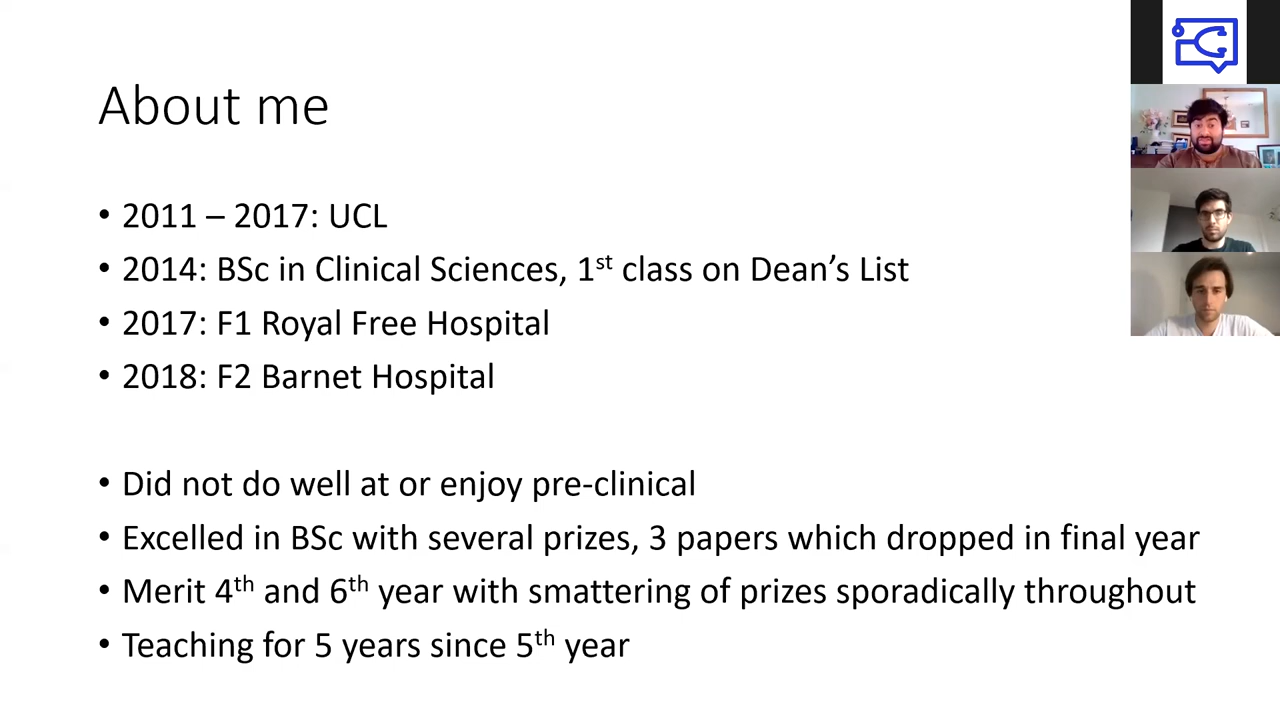 About me
• 2011 – 2017: UCL
• 2014: BSc in Clinical Sciences, 1st class on Dean’s List
• 2017: F1 Royal Free Hospital
• 2018: F2 Barnet Hospital
• Did not do well at or enjoy pre-clinical
• Excelled in BSc with several prizes, 3 papers which dropped in final year
• Merit 4th and 6th year with smattering of prizes sporadically throughout
• Teaching for 5 years since 5th year